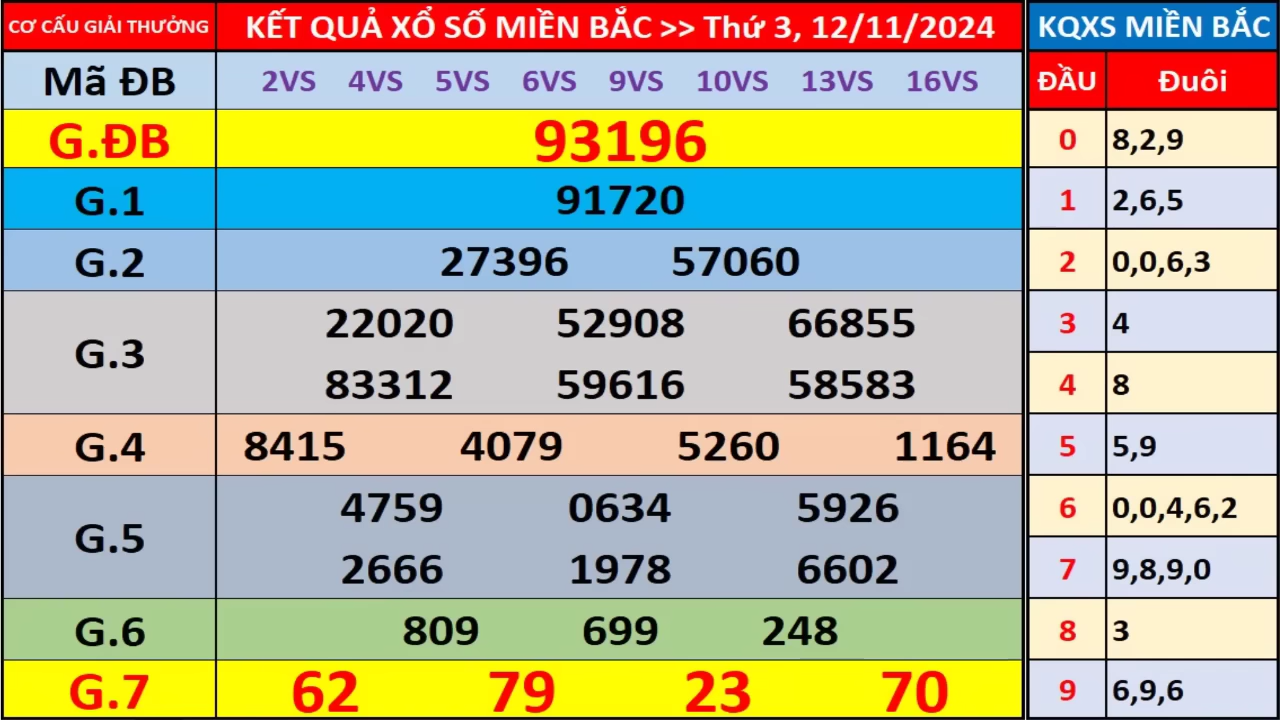 CƠ CẤU GIẢI THƯỞNG KẾT QUẢ XỔ SỐ MIỀN BẮC >> Thứ 3, 12/11/2024 KQXS MIỀN BẮC
Mã ĐB 2VS 4VS 5VS 6VS 9VS 10VS 13VS 16VS ĐẦU Đuôi
G.ĐB 93196 0 8,2,9
G.1 91720 1 2,6,5
G.2 27396 57060 2 0,0,6,3
G.3 22020 52908 66855 3 4
83312 59616 58583 4 8
G.4 8415 4079 5260 1164 5 5,9
G.5 4759 0634 5926 6 0,0,4,6,2
2666 1978 6602 7 9,8,9,0
G.6 809 699 248 8 3
G.7 62 79 23 70 9 6,9,6